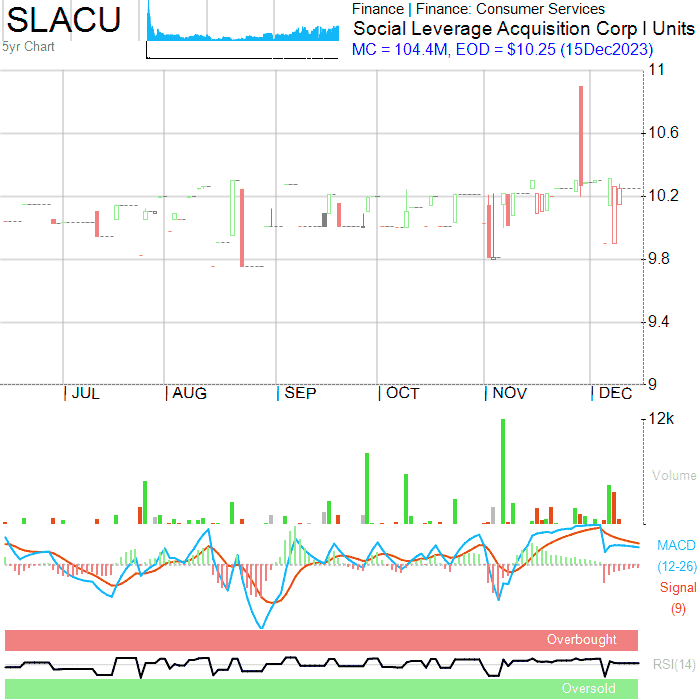 SLACU
5yr Chart
Finance | Finance: Consumer Services
Social Leverage Acquisition Corp I Units
MC = 104.4M, EOD = $10.25 (15Dec2023)
11
10.6
10.2
9.8
9.4
9
JUL AUG SEP OCT NOV DEC
12k
Volume
MACD
(12-26)
Signal
(9)
Overbought
RSI(14)
Oversold